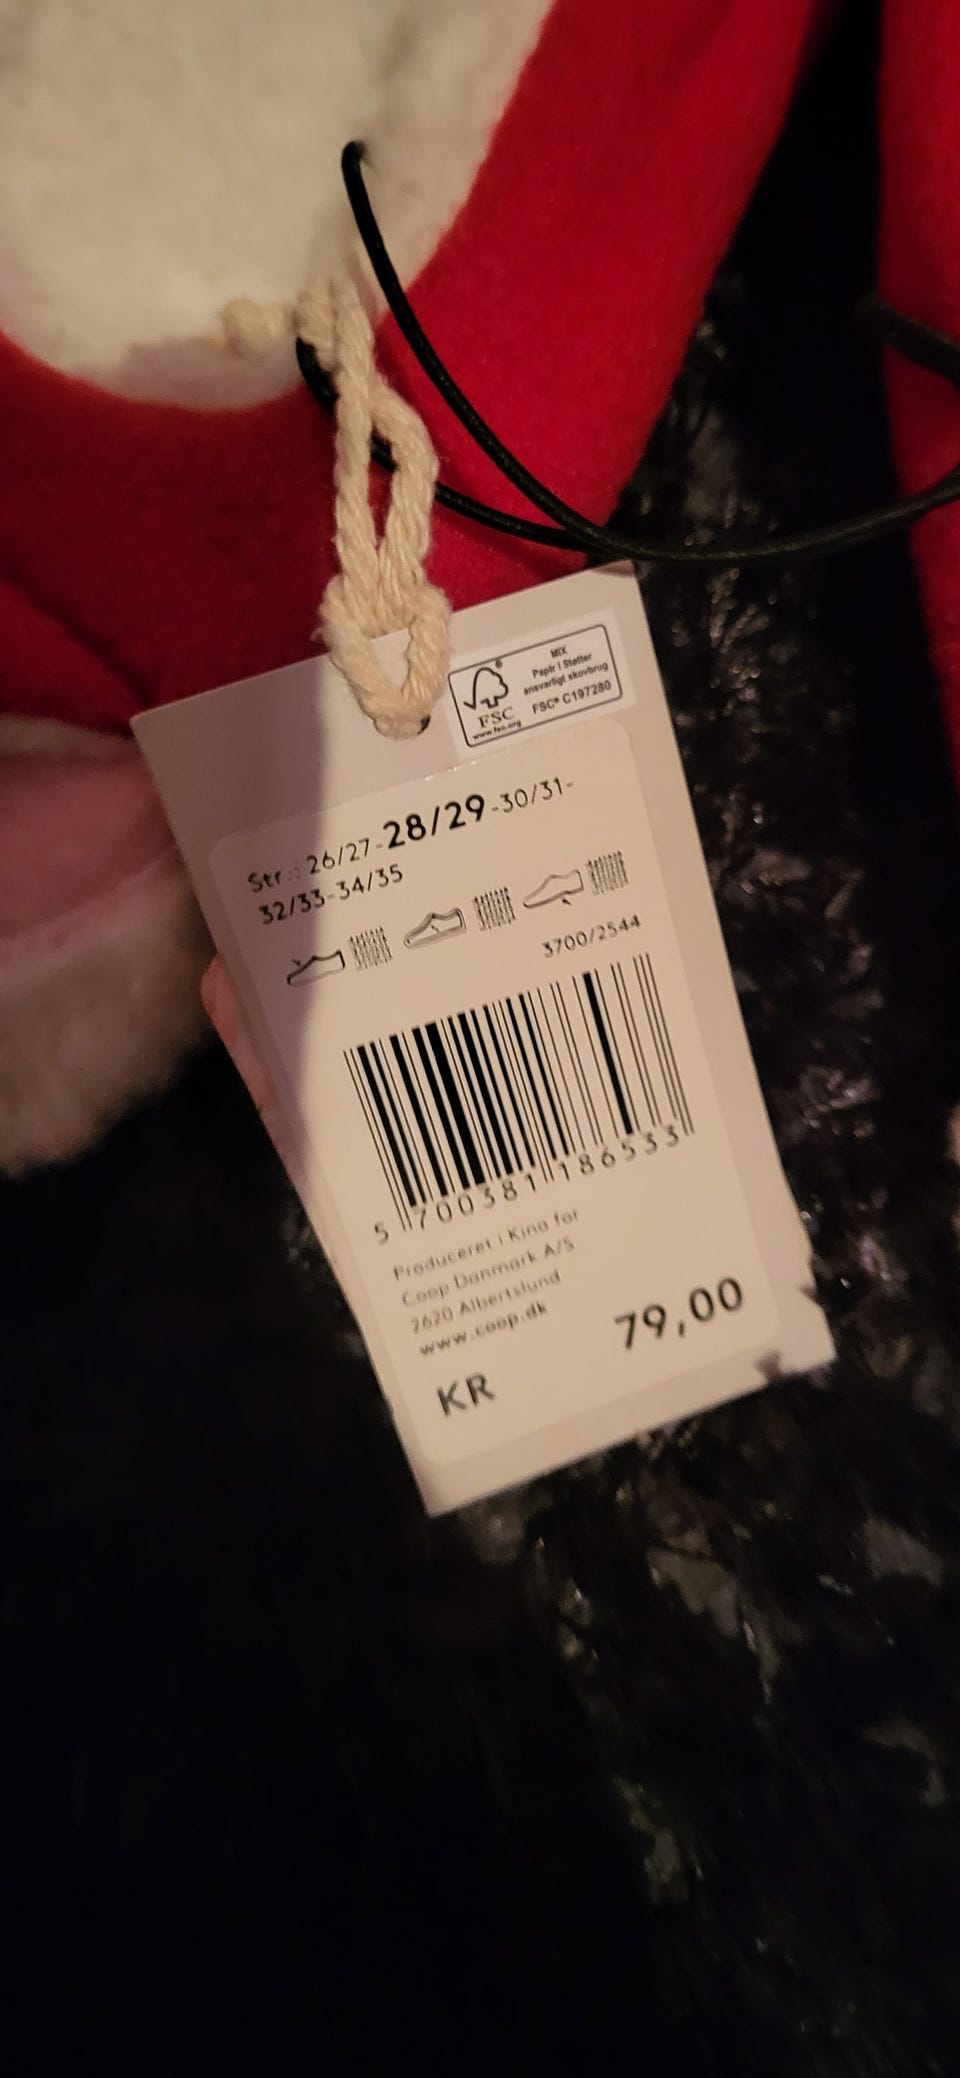 MIX
Papir | Støtter
ansvarligt skovbrug
FSC® C197280
FSC
www.fsc.org
Str.: 26/27-28/29-30/31-
32/33-34/35
3700/2544
5 700381 186533
Produceret i Kina for
Coop Danmark A/S
2620 Albertslund
www.coop.dk
KR 79,00